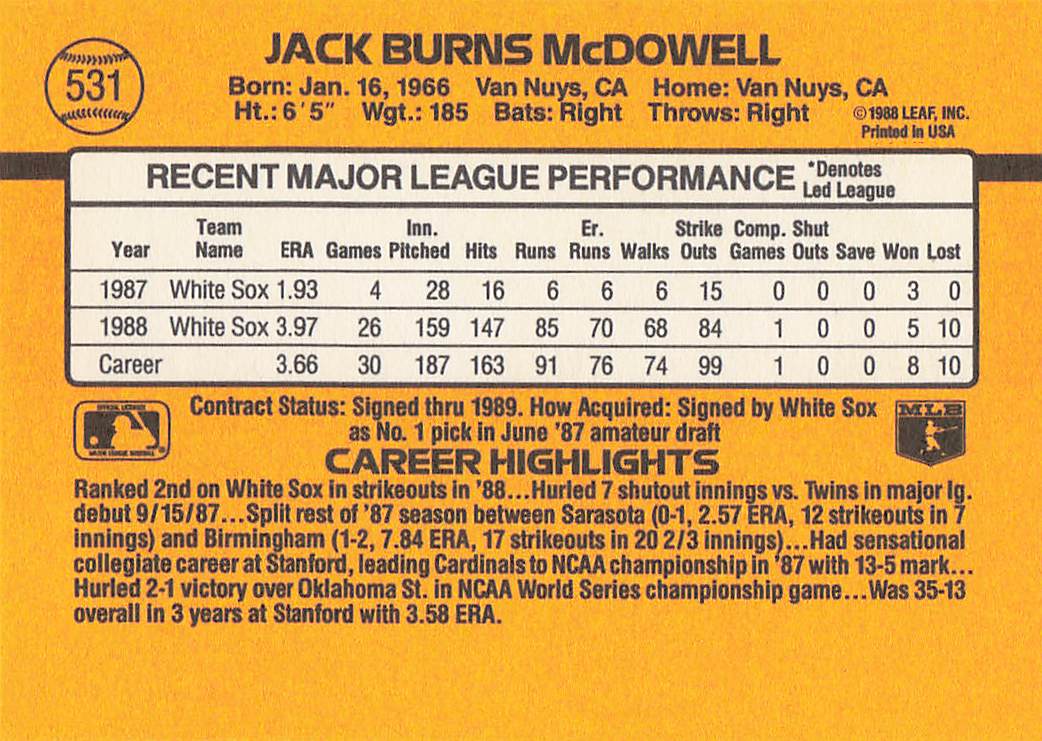 531
JACK BURNS McDOWELL
Born: Jan. 16, 1966 Van Nuys, CA Home: Van Nuys, CA
Ht.: 6'5" Wgt.: 185 Bats: Right Throws: Right
©1988 LEAF, INC.
Printed in USA
RECENT MAJOR LEAGUE PERFORMANCE *Denotes Led League
Year Team Name ERA Games Inn. Pitched Hits Runs Er. Runs Walks Strike Outs Comp. Games Shut Outs Save Won Lost
1987 White Sox 1.93 4 28 16 6 6 6 15 0 0 0 3 0
1988 White Sox 3.97 26 159 147 85 70 68 84 1 0 0 5 10
Career 3.66 30 187 163 91 76 74 99 1 0 0 8 10
OFFICIAL LICENSEE
MAJOR LEAGUE BASEBALL
Contract Status: Signed thru 1989. How Acquired: Signed by White Sox
as No. 1 pick in June '87 amateur draft
MLB
CAREER HIGHLIGHTS
Ranked 2nd on White Sox in strikeouts in '88...Hurled 7 shutout innings vs. Twins in major lg.
debut 9/15/87...Split rest of '87 season between Sarasota (0-1, 2.57 ERA, 12 strikeouts in 7
innings) and Birmingham (1-2, 7.84 ERA, 17 strikeouts in 20 2/3 innings)...Had sensational
collegiate career at Stanford, leading Cardinals to NCAA championship in '87 with 13-5 mark...
Hurled 2-1 victory over Oklahoma St. in NCAA World Series championship game...Was 35-13
overall in 3 years at Stanford with 3.58 ERA.